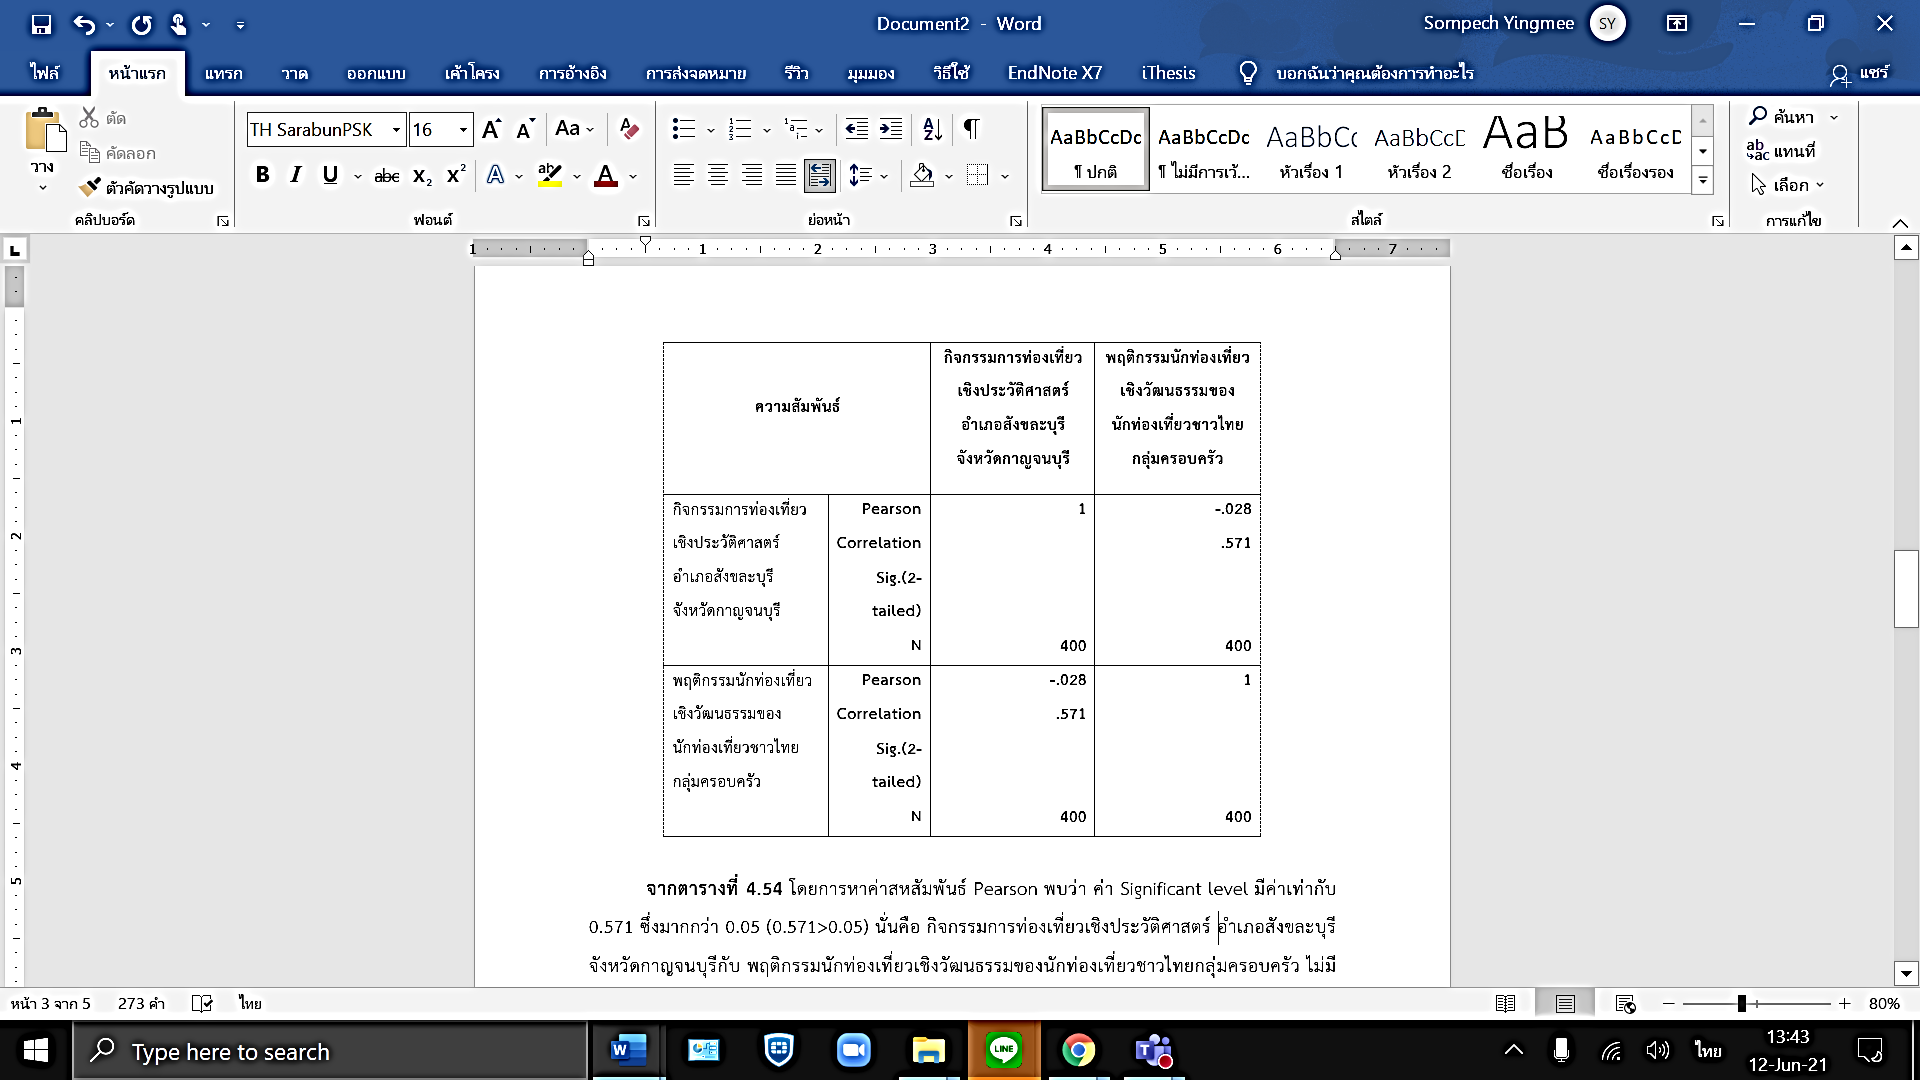 Document2 - Word
Sornpech Yingmee
SY
ไฟล์ หน้าแรก แทรก วาด ออกแบบ เค้าโครง การอ้างอิง การส่งจดหมาย รีวิว มุมมอง วิธีใช้ EndNote X7 iThesis บอกฉันว่าคุณต้องการทำอะไร แชร์
วาง
ตัด
คัดลอก
ตัวคัดวางรูปแบบ
คลิปบอร์ด
TH SarabunPSK 16
ฟอนต์
ย่อหน้า
AaBbCcDc AaBbCcDc AaBbCc AaBbCcD AaB AaBbCcD
¶ ปกติ ¶ ไม่มีการเว้... หัวเรื่อง 1 หัวเรื่อง 2 ชื่อเรื่อง ชื่อเรื่องรอง
สไตล์
ค้นหา
แทนที่
เลือก
การแก้ไข
1 1 2 3 4 5 6 7
ความสัมพันธ์
กิจกรรมการท่องเที่ยว
เชิงประวัติศาสตร์
อำเภอสังขละบุรี
จังหวัดกาญจนบุรี
พฤติกรรมนักท่องเที่ยว
เชิงวัฒนธรรมของ
นักท่องเที่ยวชาวไทย
กลุ่มครอบครัว
กิจกรรมการท่องเที่ยว Pearson 1 -.028
เชิงประวัติศาสตร์ Correlation .571
อำเภอสังขละบุรี Sig.(2-
จังหวัดกาญจนบุรี tailed)
N 400 400
พฤติกรรมนักท่องเที่ยว Pearson -.028 1
เชิงวัฒนธรรมของ Correlation .571
นักท่องเที่ยวชาวไทย Sig.(2-
กลุ่มครอบครัว tailed)
N 400 400
จากตารางที่ 4.54 โดยการหาค่าสหสัมพันธ์ Pearson พบว่า ค่า Significant level มีค่าเท่ากับ
0.571 ซึ่งมากกว่า 0.05 (0.571>0.05) นั่นคือ กิจกรรมการท่องเที่ยวเชิงประวัติศาสตร์ อำเภอสังขละบุรี
จังหวัดกาญจนบุรีกับ พฤติกรรมนักท่องเที่ยวเชิงวัฒนธรรมของนักท่องเที่ยวชาวไทยกลุ่มครอบครัว ไม่มี
1
2
3
4
5
หน้า 3 จาก 5 273 คำ ไทย 80%
Type here to search
ไทย
13:43
12-Jun-21